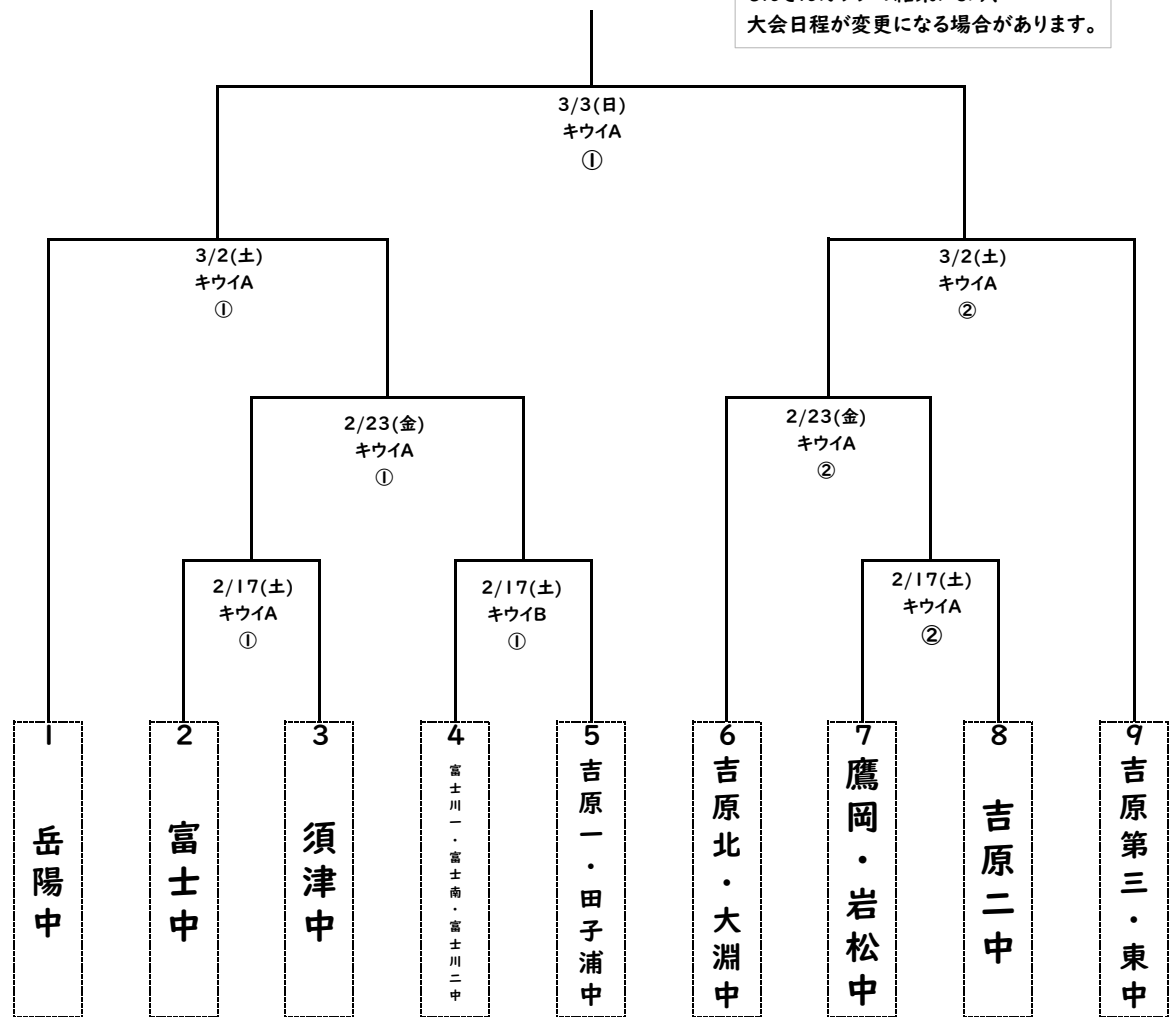 大会日程が変更になる場合があります。
3/3(日)
キウイA
①
3/2(土)
キウイA
①
3/2(土)
キウイA
②
2/23(金)
キウイA
①
2/23(金)
キウイA
②
2/17(土)
キウイA
①
2/17(土)
キウイB
①
2/17(土)
キウイA
②
1
岳陽中
2
富士中
3
須津中
4
富士川一・富士南・富士川二中
5
吉原一・田子浦中
6
吉原北・大淵中
7
鷹岡・岩松中
8
吉原二中
9
吉原第三・東中